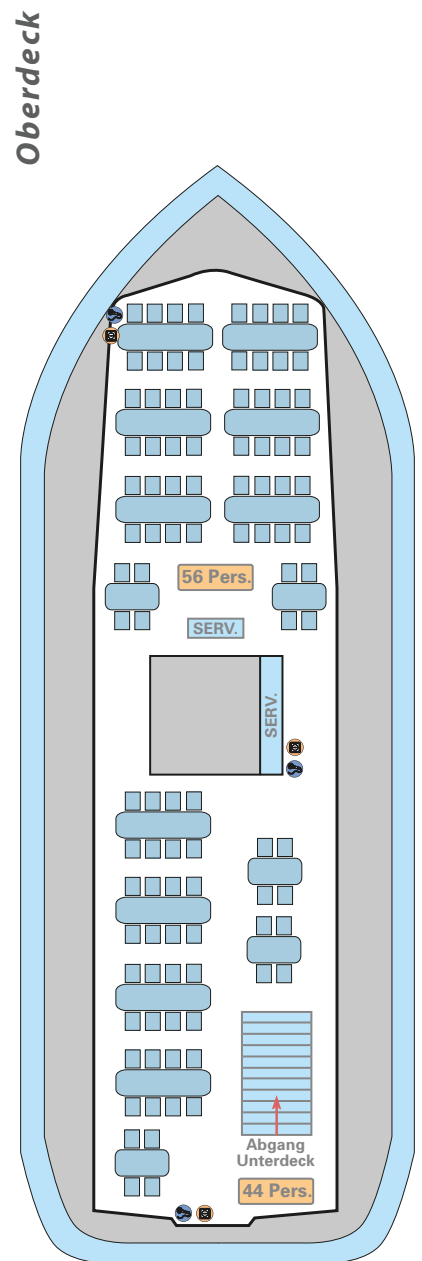 Oberdeck
56 Pers.
SERV.
SERV.
Abgang
Unterdeck
44 Pers.